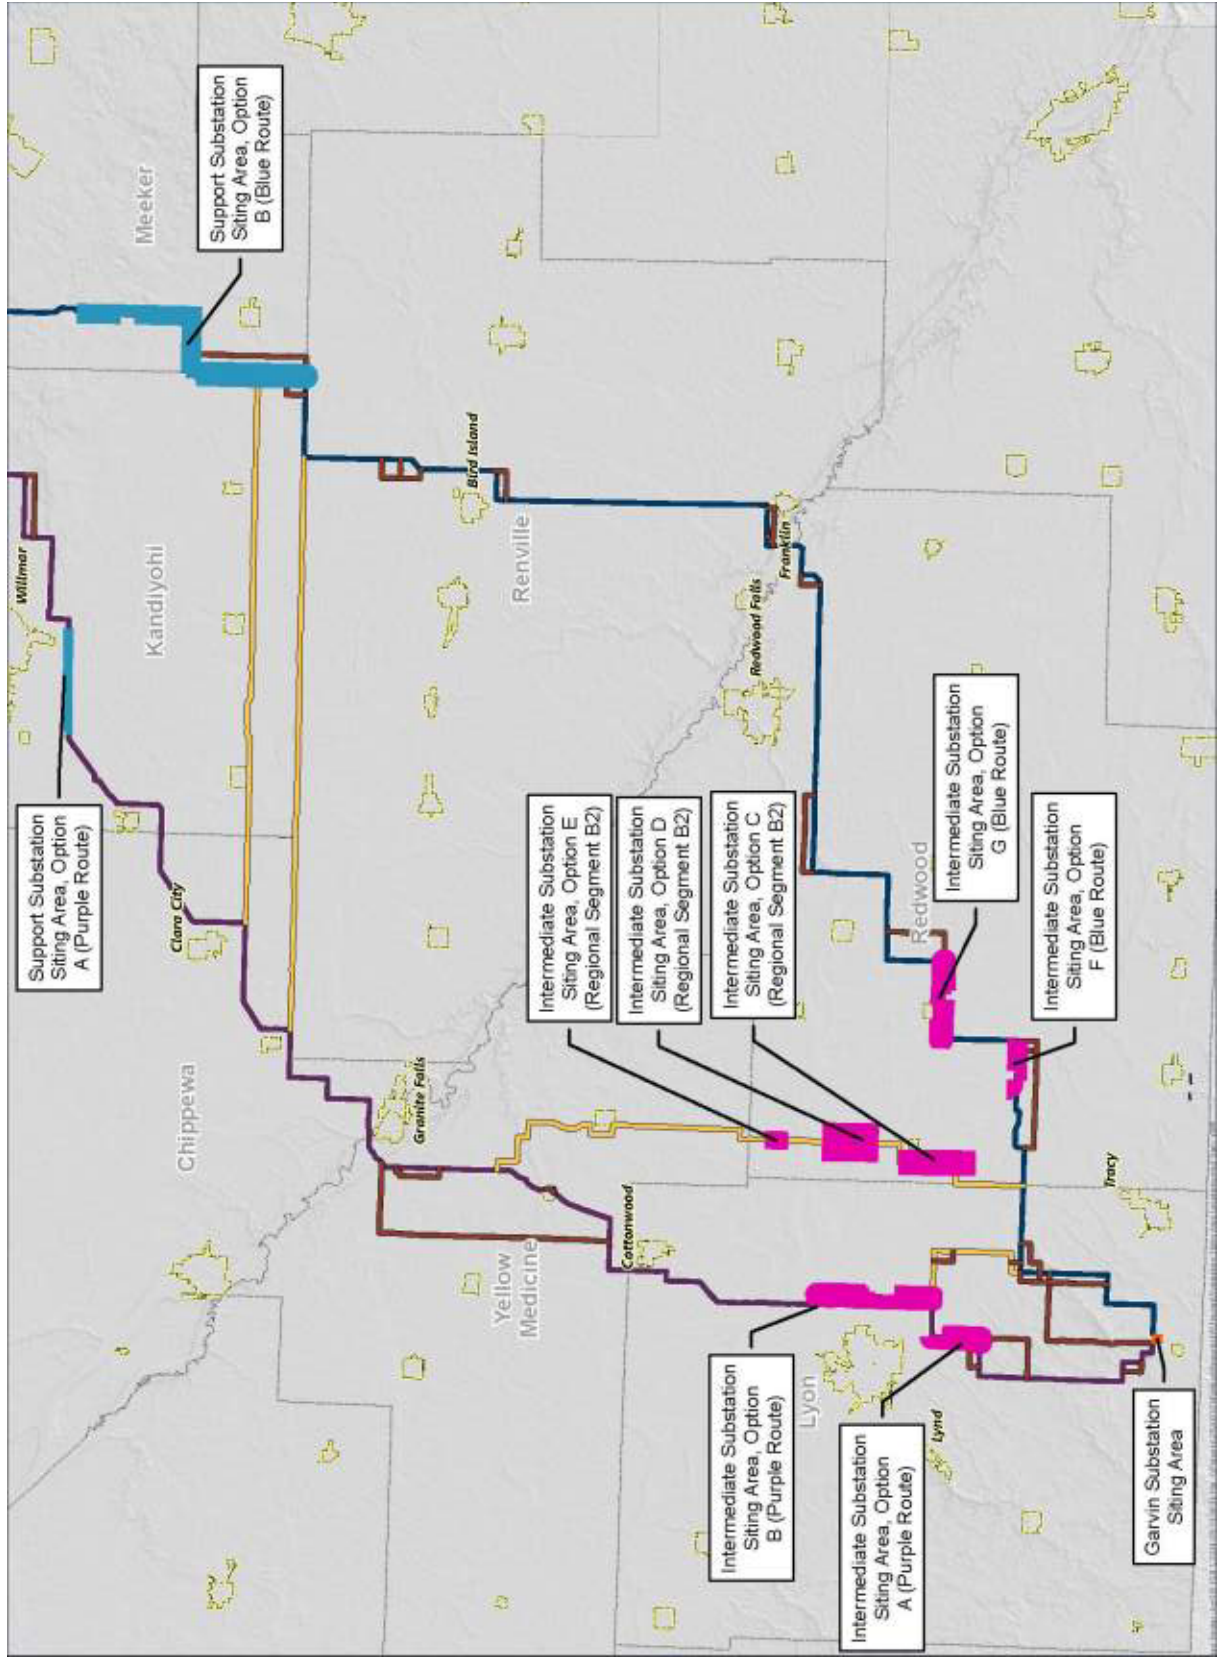 Willmar
Support Substation
Siting Area, Option
A (Purple Route)
Meeker
Support Substation
Siting Area, Option
B (Blue Route)
Kandiyohi
Clara City
Chippewa
Granite Falls
Bird Island
Renville
Yellow
Medicine
Intermediate Substation
Siting Area, Option E
(Regional Segment B2)
Intermediate Substation
Siting Area, Option D
(Regional Segment B2)
Intermediate Substation
Siting Area, Option C
(Regional Segment B2)
Cottonwood
Redwood Falls
Franklin
Intermediate Substation
Siting Area, Option
B (Purple Route)
Lyon
Intermediate Substation
Siting Area, Option
A (Purple Route)
Lynd
Redwood
Intermediate Substation
Siting Area, Option
G (Blue Route)
Intermediate Substation
Siting Area, Option
F (Blue Route)
Tracy
Garvin Substation
Siting Area